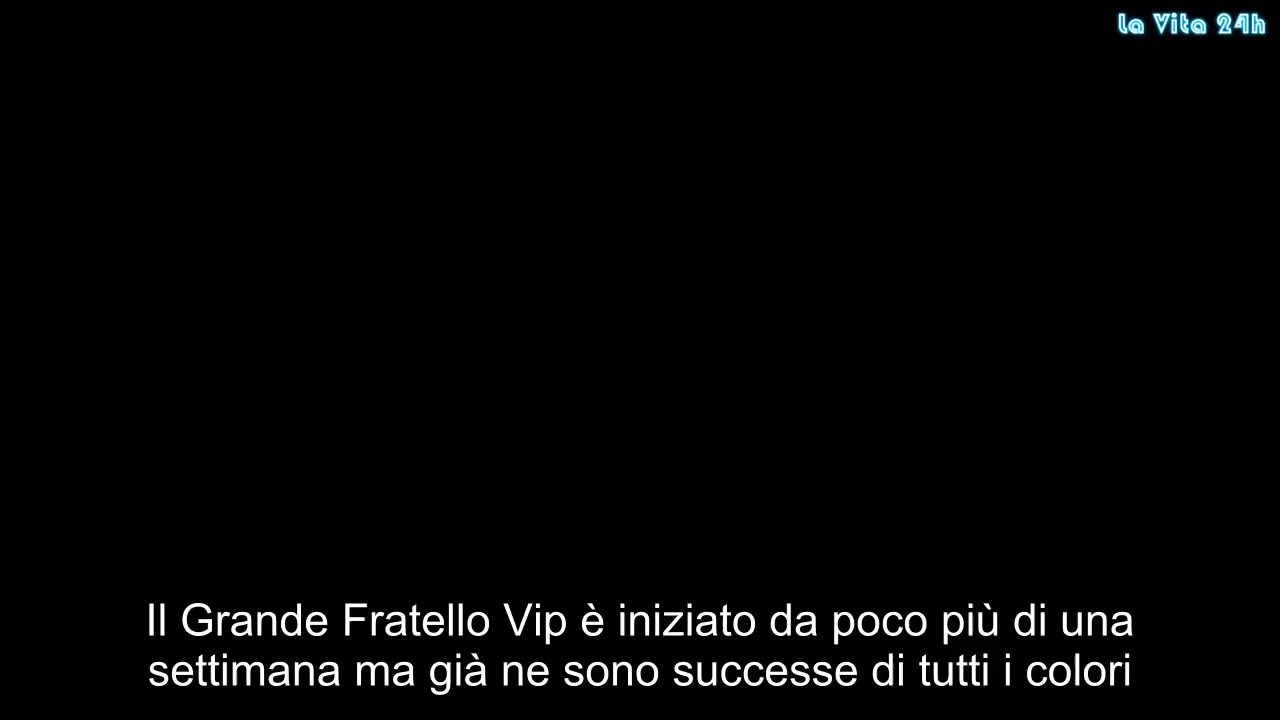 la Vita 24h
Il Grande Fratello Vip è iniziato da poco più di una
settimana ma già ne sono successe di tutti i colori